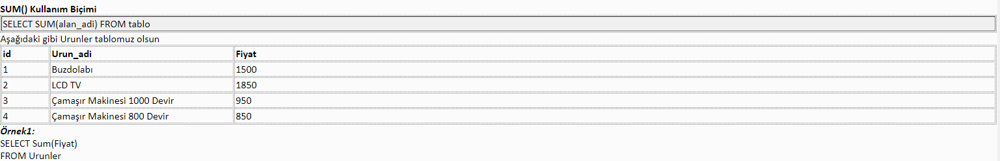 SUM() Kullanım Biçimi
SELECT SUM(alan_adi) FROM tablo
Aşağıdaki gibi Urunler tablomuz olsun
id Urun_adi Fiyat
1 Buzdolabı 1500
2 LCD TV 1850
3 Çamaşır Makinesi 1000 Devir 950
4 Çamaşır Makinesi 800 Devir 850
Örnek1:
SELECT Sum(Fiyat)
FROM Urunler